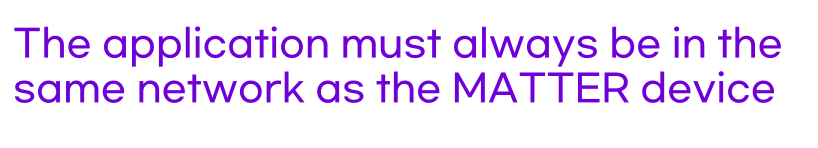 The application must always be in the
same network as the MATTER device